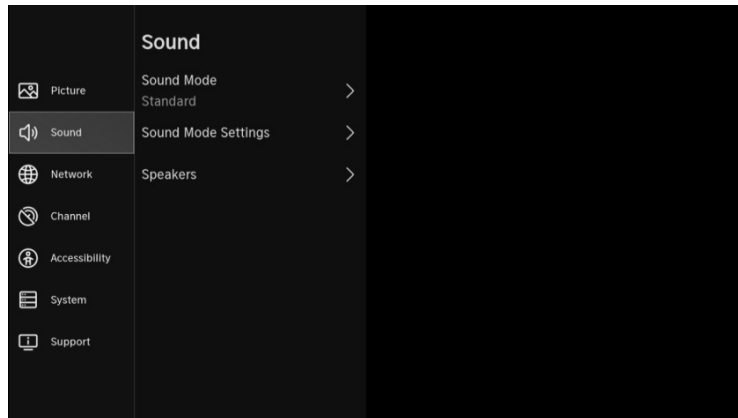 Sound
Picture
Sound
Network
Channel
Accessibility
System
Support
Sound Mode
Standard
Sound Mode Settings
Speakers